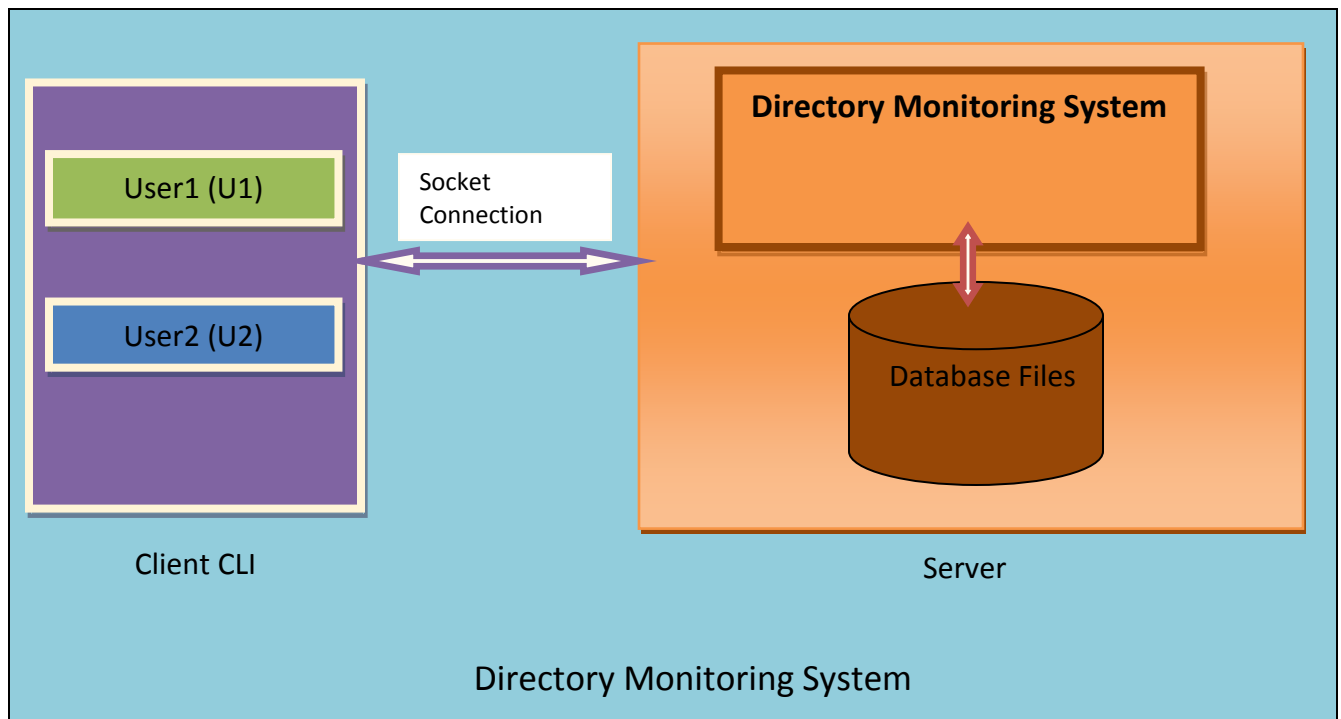 Directory Monitoring System
User1 (U1)
Socket
Connection
User2 (U2)
Database Files
Client CLI
Server
Directory Monitoring System